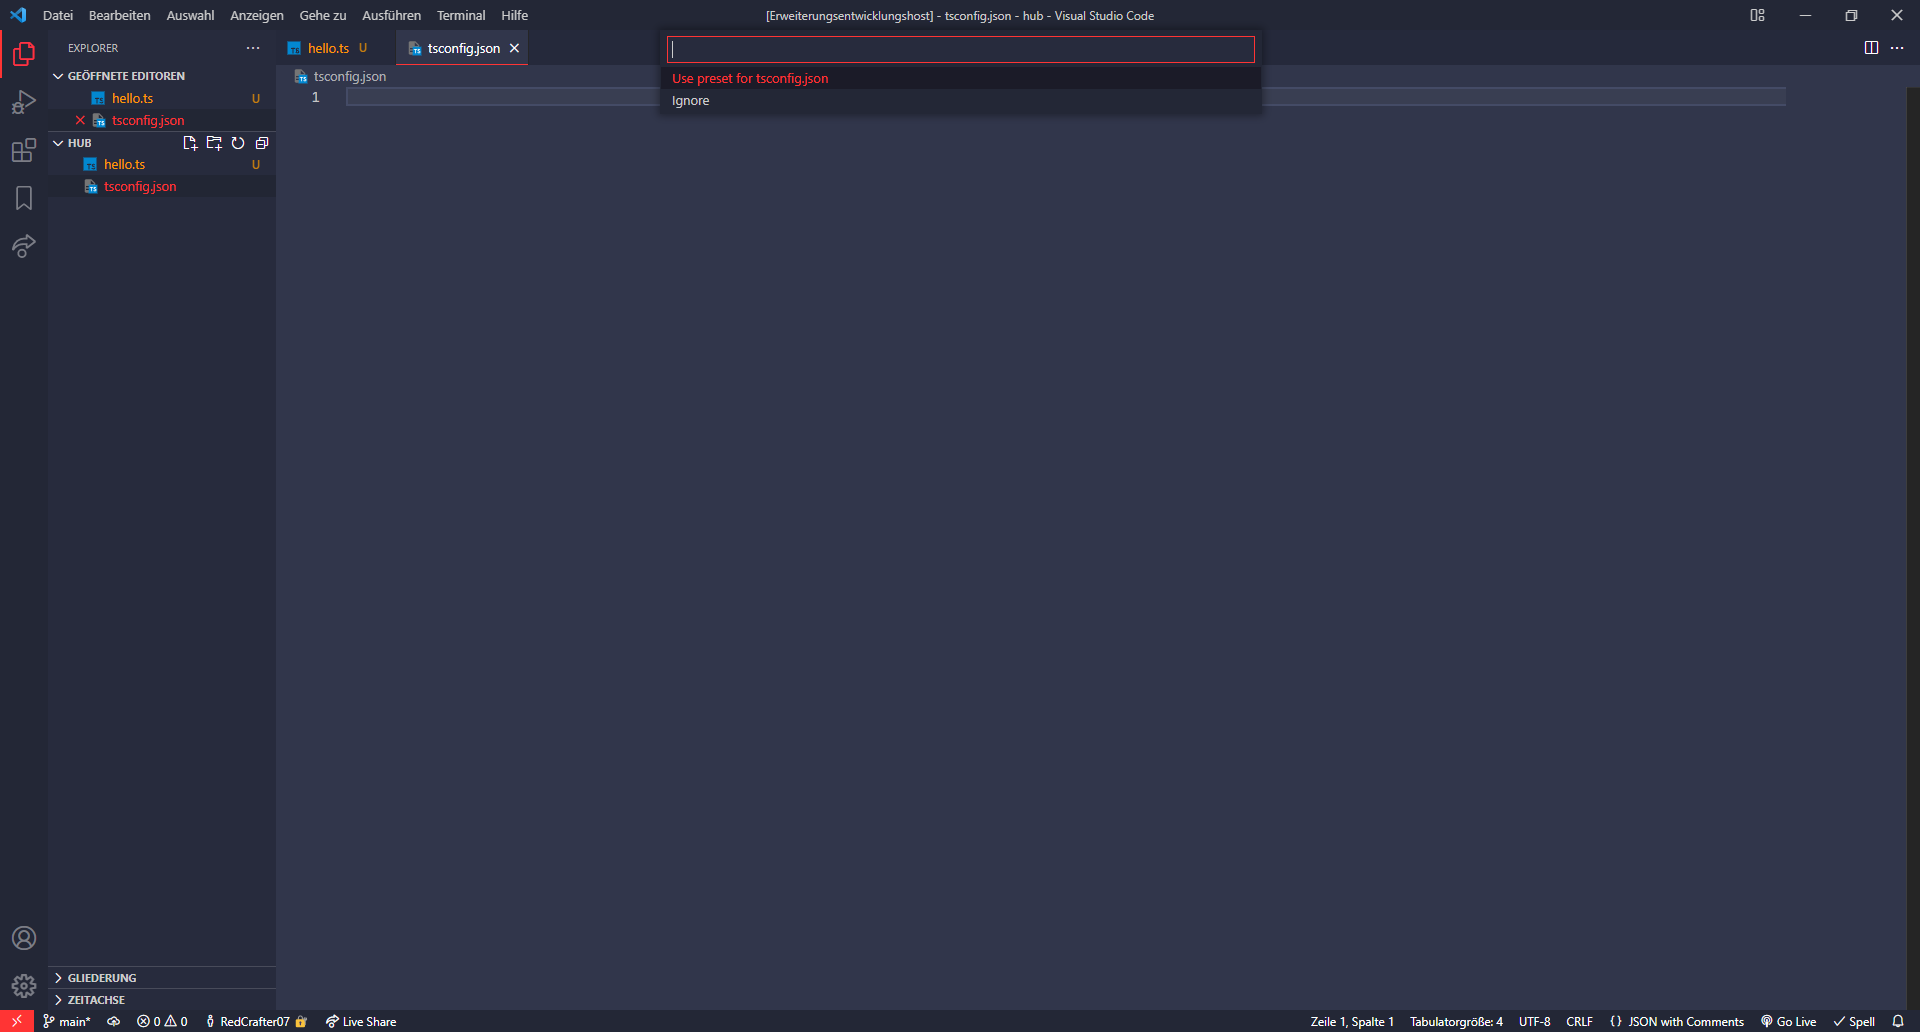 Datei Bearbeiten Auswahl Anzeigen Gehe zu Ausführen Terminal Hilfe [Erweiterungsentwicklungshost] - tsconfig.json - hub - Visual Studio Code
EXPLORER
GEÖFFNETE EDITOREN
hello.ts U
tsconfig.json
HUB
hello.ts U
tsconfig.json
GLIEDERUNG
ZEITACHSE
hello.ts U tsconfig.json
tsconfig.json
1
Use preset for tsconfig.json
Ignore
main* 0 0 RedCrafter07 Live Share Zeile 1, Spalte 1 Tabulatorgröße: 4 UTF-8 CRLF {} JSON with Comments Go Live Spell